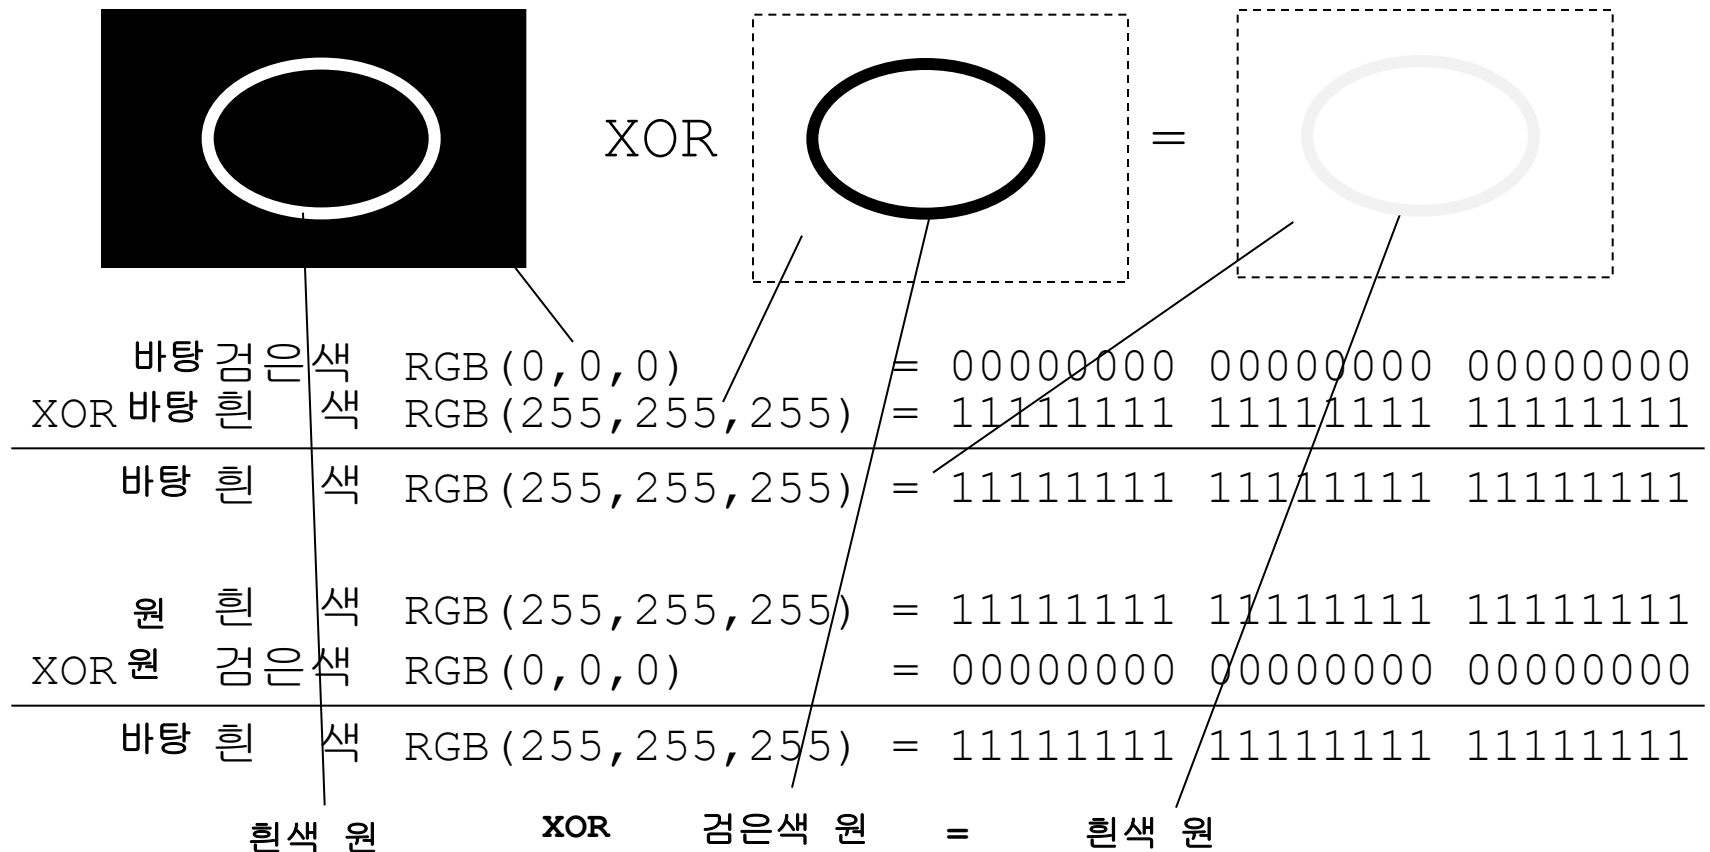 XOR =
바탕 검은색 RGB(0,0,0) = 00000000 00000000 00000000
XOR 바탕 흰 색 RGB(255,255,255) = 11111111 11111111 11111111
바탕 흰 색 RGB(255,255,255) = 11111111 11111111 11111111
원 흰 색 RGB(255,255,255) = 11111111 11111111 11111111
XOR 원 검은색 RGB(0,0,0) = 00000000 00000000 00000000
바탕 흰 색 RGB(255,255,255) = 11111111 11111111 11111111
흰색 원 XOR 검은색 원 = 흰색 원